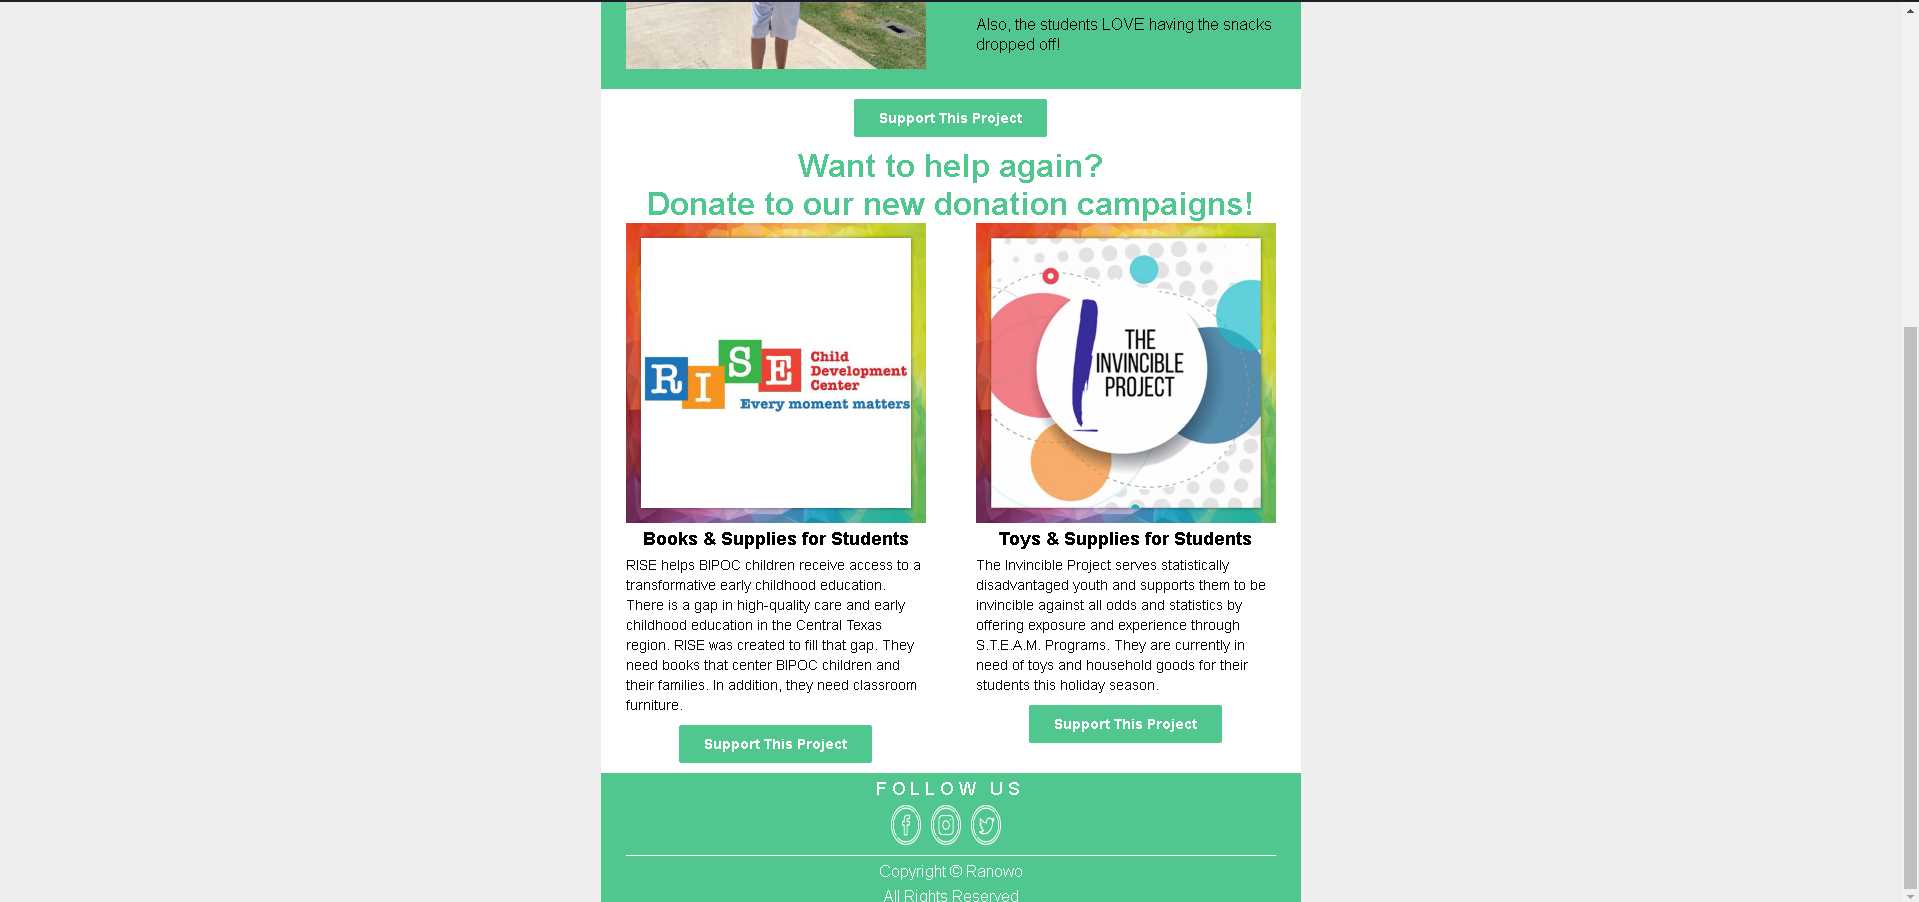 Also, the students LOVE having the snacks
dropped off!
Support This Project
Want to help again?
Donate to our new donation campaigns!
RISE
Child
Development
Center
Every moment matters
THE
INVINCIBLE
PROJECT
Books & Supplies for Students
RISE helps BIPOC children receive access to a
transformative early childhood education.
There is a gap in high-quality care and early
childhood education in the Central Texas
region. RISE was created to fill that gap. They
need books that center BIPOC children and
their families. In addition, they need classroom
furniture.
Support This Project
Toys & Supplies for Students
The Invincible Project serves statistically
disadvantaged youth and supports them to be
invincible against all odds and statistics by
offering exposure and experience through
S.T.E.A.M. Programs. They are currently in
need of toys and household goods for their
students this holiday season.
Support This Project
FOLLOW US
Copyright © Ranowo
All Rights Reserved